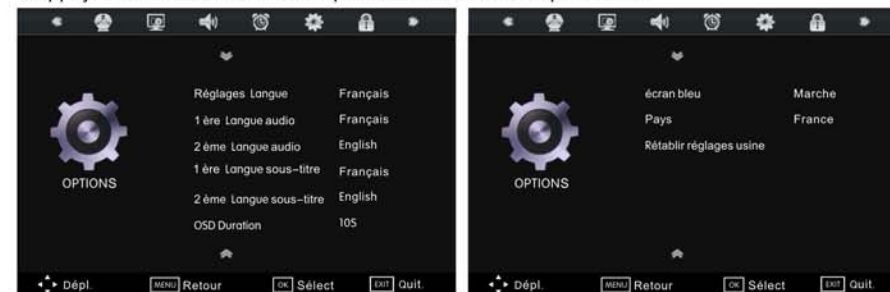 Réglages Langue Français
1 ère Langue audio Français
2 ème Langue audio English
1 ère Langue sous-titre Français
2 ème Langue sous-titre English
OSD Duration 105
OPTIONS
Dépl. MENU Retour OK Sélect EXIT Quit.
écran bleu Marche
Pays France
Rétablir réglages usine
OPTIONS
Dépl. MENU Retour OK Sélect EXIT Quit.